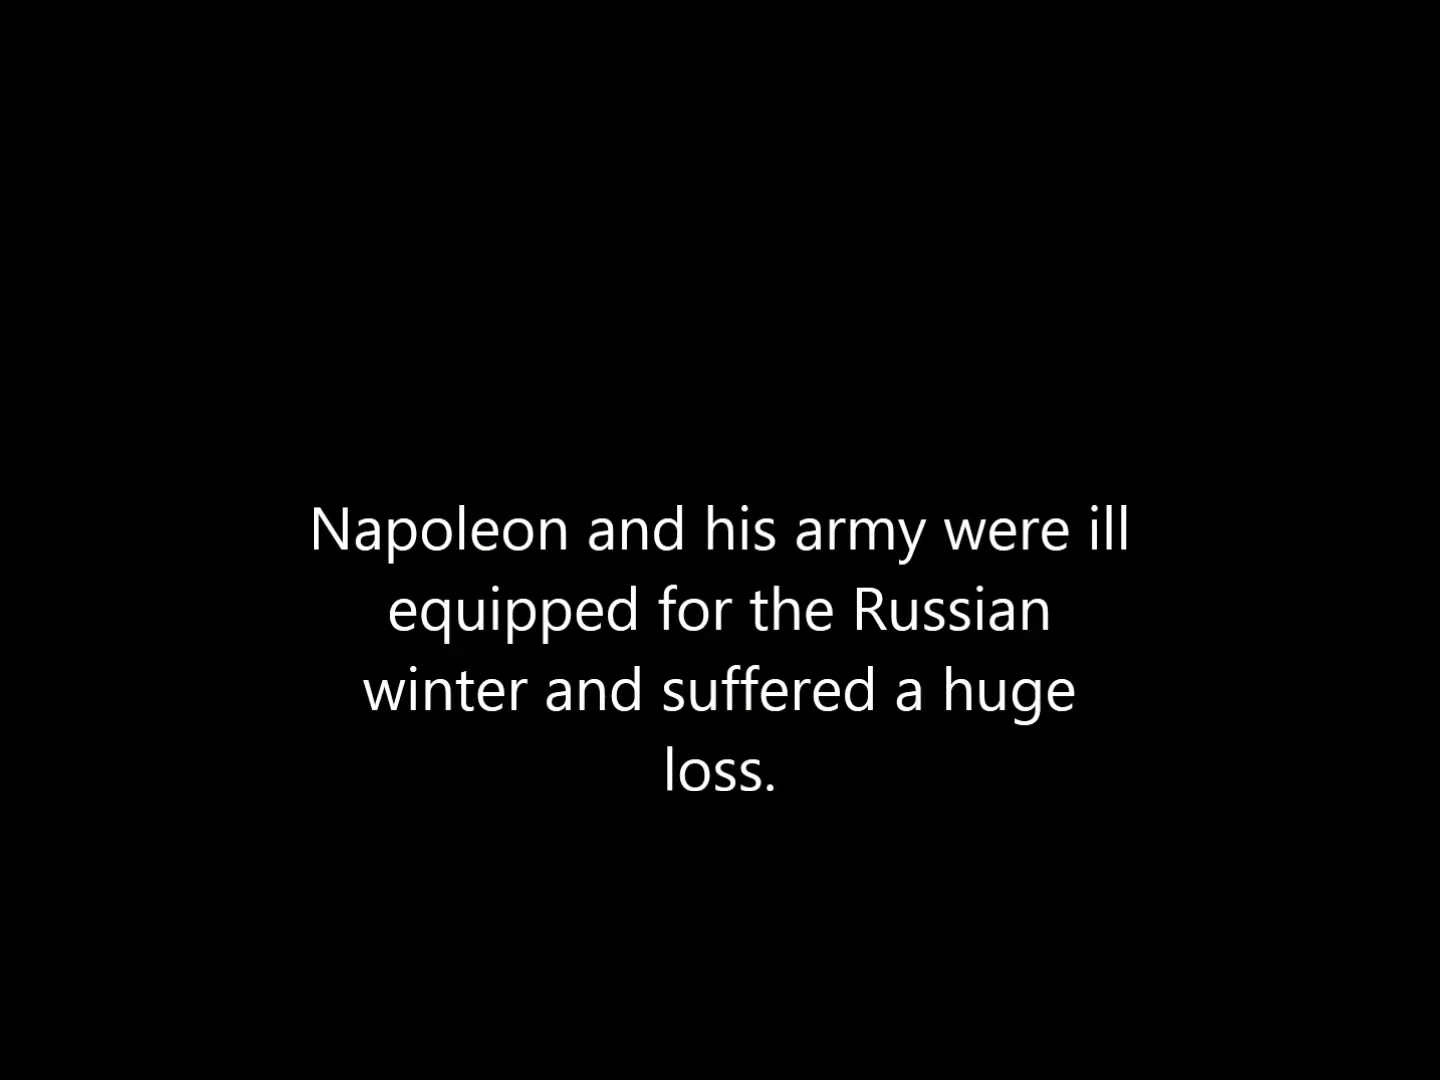 Napoleon and his army were ill
equipped for the Russian
winter and suffered a huge
loss.